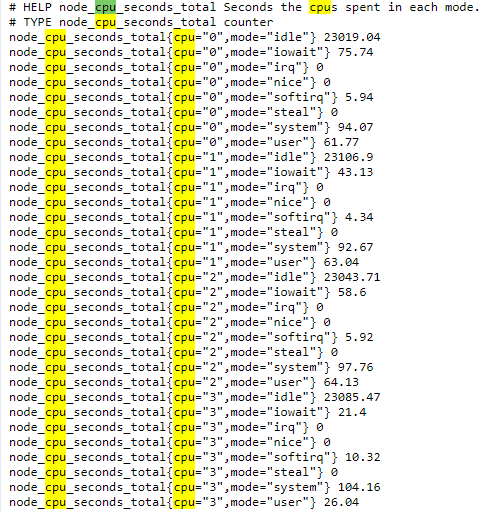 # HELP node_cpu_seconds_total Seconds the cpus spent in each mode.
# TYPE node_cpu_seconds_total counter
node_cpu_seconds_total{cpu="0",mode="idle"} 23019.04
node_cpu_seconds_total{cpu="0",mode="iowait"} 75.74
node_cpu_seconds_total{cpu="0",mode="irq"} 0
node_cpu_seconds_total{cpu="0",mode="nice"} 0
node_cpu_seconds_total{cpu="0",mode="softirq"} 5.94
node_cpu_seconds_total{cpu="0",mode="steal"} 0
node_cpu_seconds_total{cpu="0",mode="system"} 94.07
node_cpu_seconds_total{cpu="0",mode="user"} 61.77
node_cpu_seconds_total{cpu="1",mode="idle"} 23106.9
node_cpu_seconds_total{cpu="1",mode="iowait"} 43.13
node_cpu_seconds_total{cpu="1",mode="irq"} 0
node_cpu_seconds_total{cpu="1",mode="nice"} 0
node_cpu_seconds_total{cpu="1",mode="softirq"} 4.34
node_cpu_seconds_total{cpu="1",mode="steal"} 0
node_cpu_seconds_total{cpu="1",mode="system"} 92.67
node_cpu_seconds_total{cpu="1",mode="user"} 63.04
node_cpu_seconds_total{cpu="2",mode="idle"} 23043.71
node_cpu_seconds_total{cpu="2",mode="iowait"} 58.6
node_cpu_seconds_total{cpu="2",mode="irq"} 0
node_cpu_seconds_total{cpu="2",mode="nice"} 0
node_cpu_seconds_total{cpu="2",mode="softirq"} 5.92
node_cpu_seconds_total{cpu="2",mode="steal"} 0
node_cpu_seconds_total{cpu="2",mode="system"} 97.76
node_cpu_seconds_total{cpu="2",mode="user"} 64.13
node_cpu_seconds_total{cpu="3",mode="idle"} 23085.47
node_cpu_seconds_total{cpu="3",mode="iowait"} 21.4
node_cpu_seconds_total{cpu="3",mode="irq"} 0
node_cpu_seconds_total{cpu="3",mode="nice"} 0
node_cpu_seconds_total{cpu="3",mode="softirq"} 10.32
node_cpu_seconds_total{cpu="3",mode="steal"} 0
node_cpu_seconds_total{cpu="3",mode="system"} 104.16
node_cpu_seconds_total{cpu="3",mode="user"} 26.04